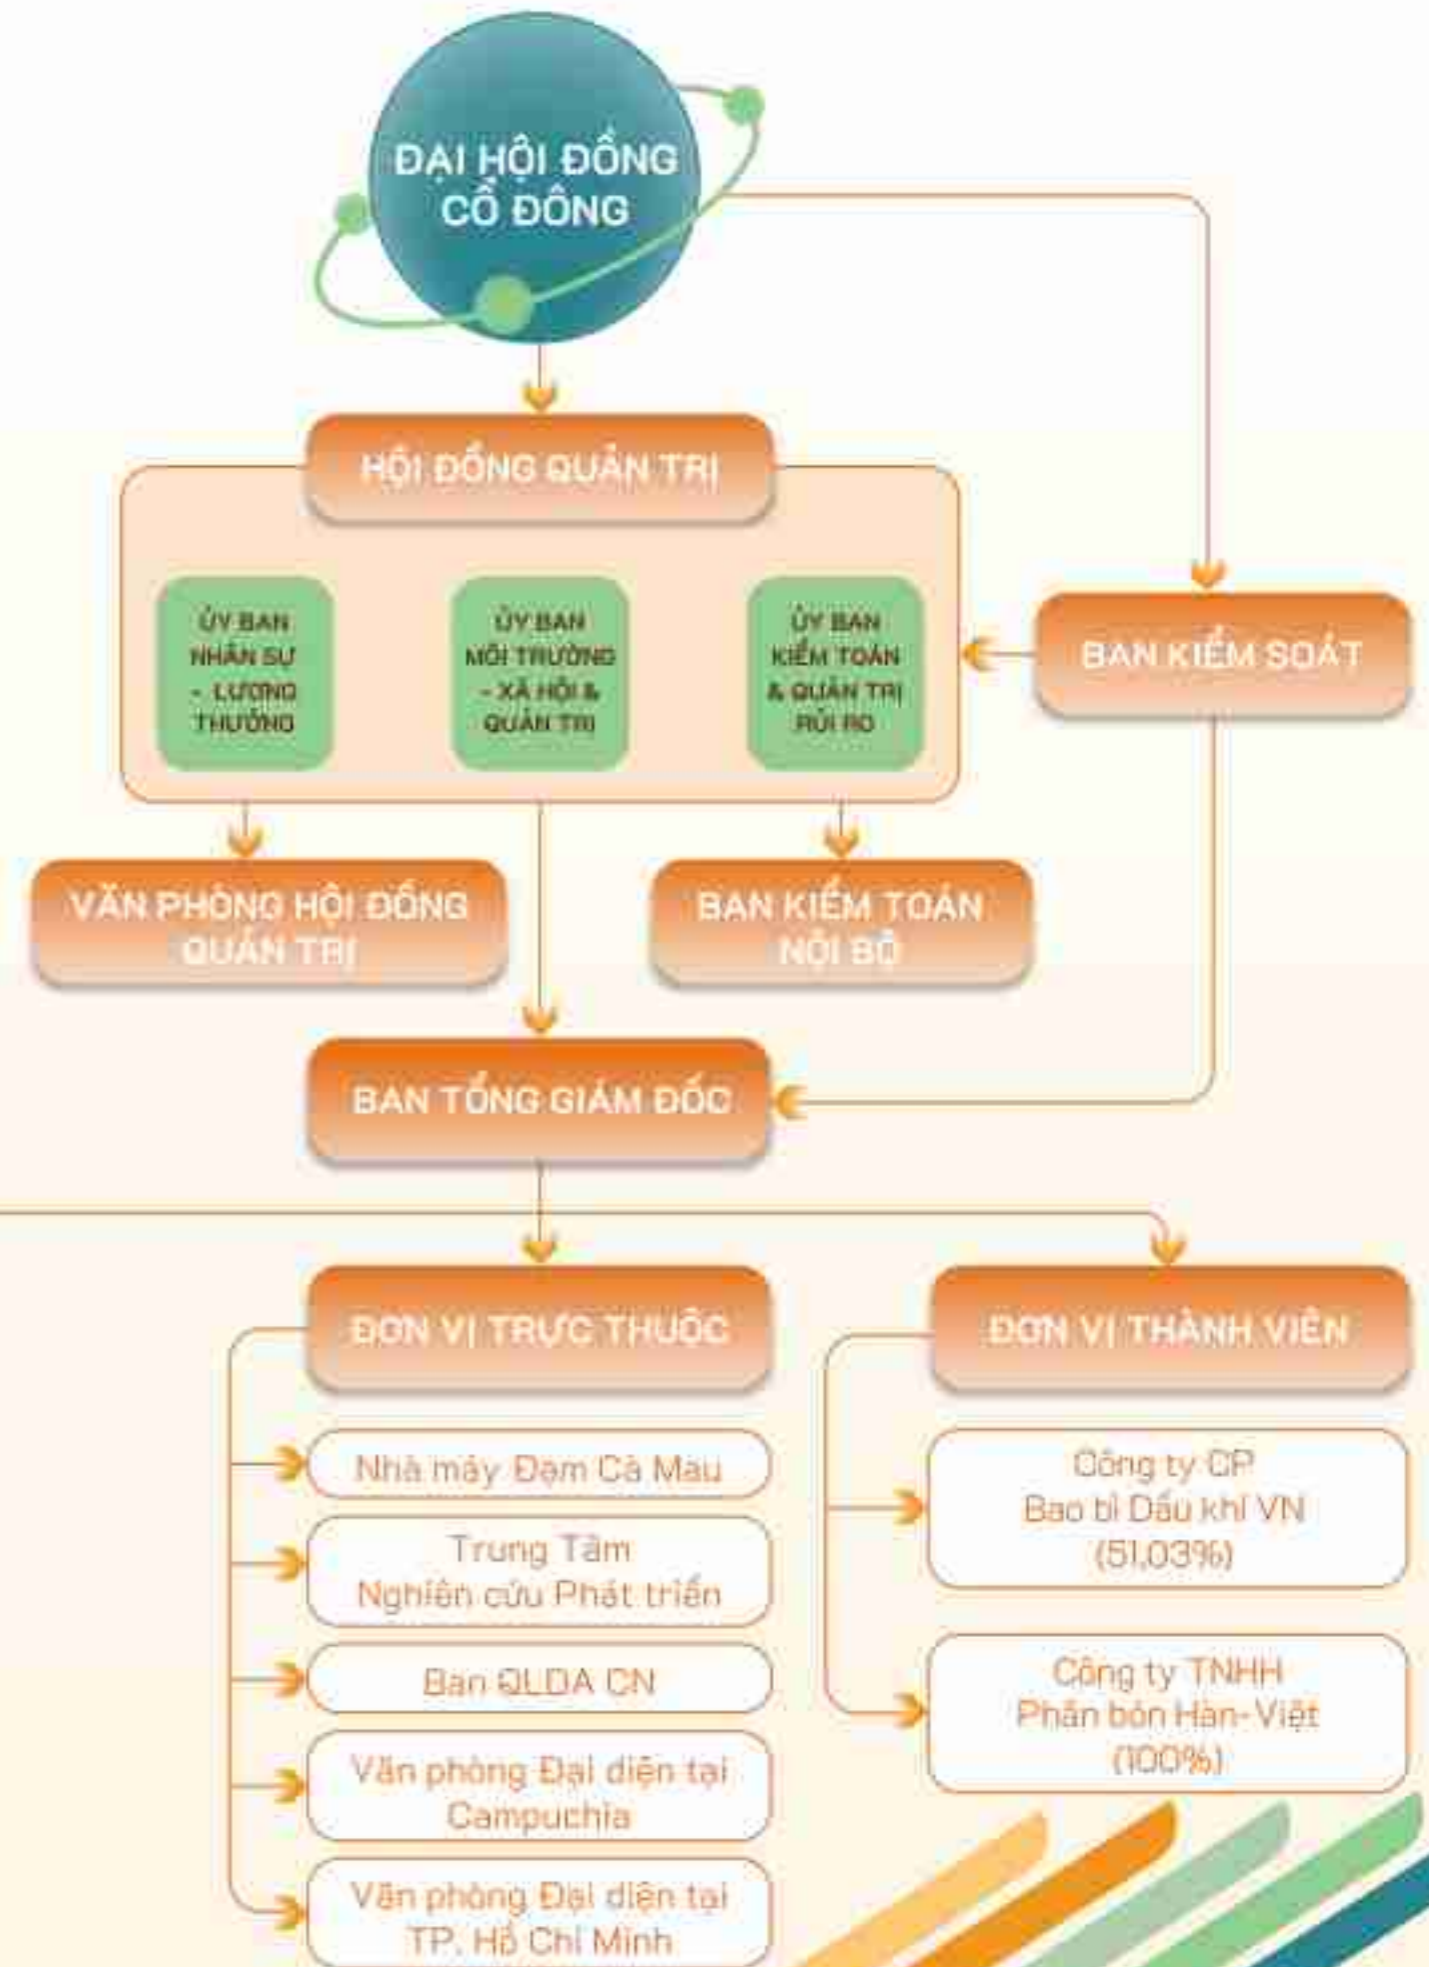 ĐẠI HỘI ĐỒNG
CỔ ĐÔNG
HỘI ĐỒNG QUẢN TRỊ
ỦY BAN
NHÂN SỰ
- LƯƠNG
THƯỞNG
ỦY BAN
MÔI TRƯỜNG
- XÃ HỘI &
QUẢN TRỊ
ỦY BAN
KIỂM TOÁN
& QUẢN TRỊ
RỦI RO
BAN KIỂM SOÁT
VĂN PHÒNG HỘI ĐỒNG
QUẢN TRỊ
BAN KIỂM TOÁN
NỘI BỘ
BAN TỔNG GIÁM ĐỐC
ĐƠN VỊ TRỰC THUỘC
Nhà máy Đạm Cà Mau
Trung Tâm
Nghiên cứu Phát triển
Ban QLDA CN
Văn phòng Đại diện tại
Campuchia
Văn phòng Đại diện tại
TP. Hồ Chí Minh
ĐƠN VỊ THÀNH VIÊN
Công ty CP
Bao bì Dầu khí VN
(51,03%)
Công ty TNHH
Phân bón Hàn-Việt
(100%)